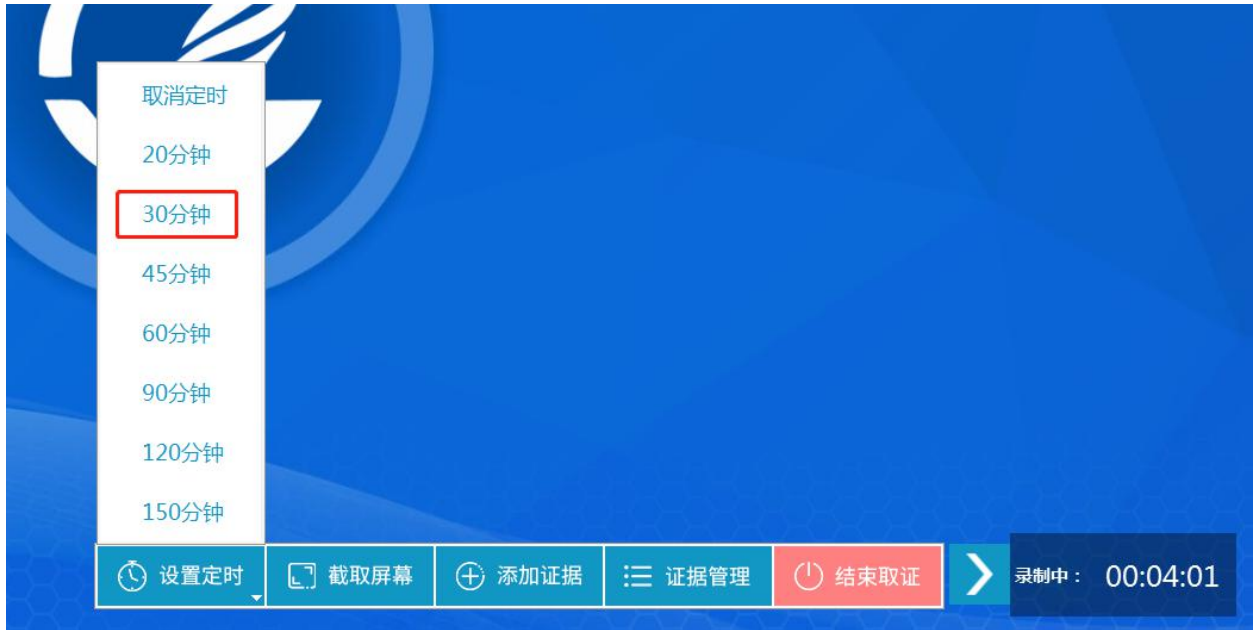 取消定时
20分钟
30分钟
45分钟
60分钟
90分钟
120分钟
150分钟
设置定时 截取屏幕 添加证据 证据管理 结束取证 录制中： 00:04:01